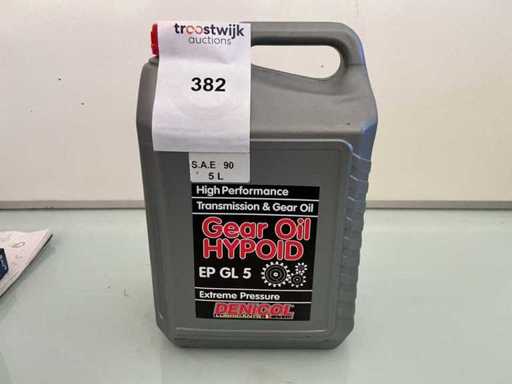 troostwijk
auctions
382
S.A.E 90
5 L
High Performance
Transmission & Gear Oil
Gear Oil
HYPOID
EP GL 5
Extreme Pressure
DENICOL
LUBRICANTS